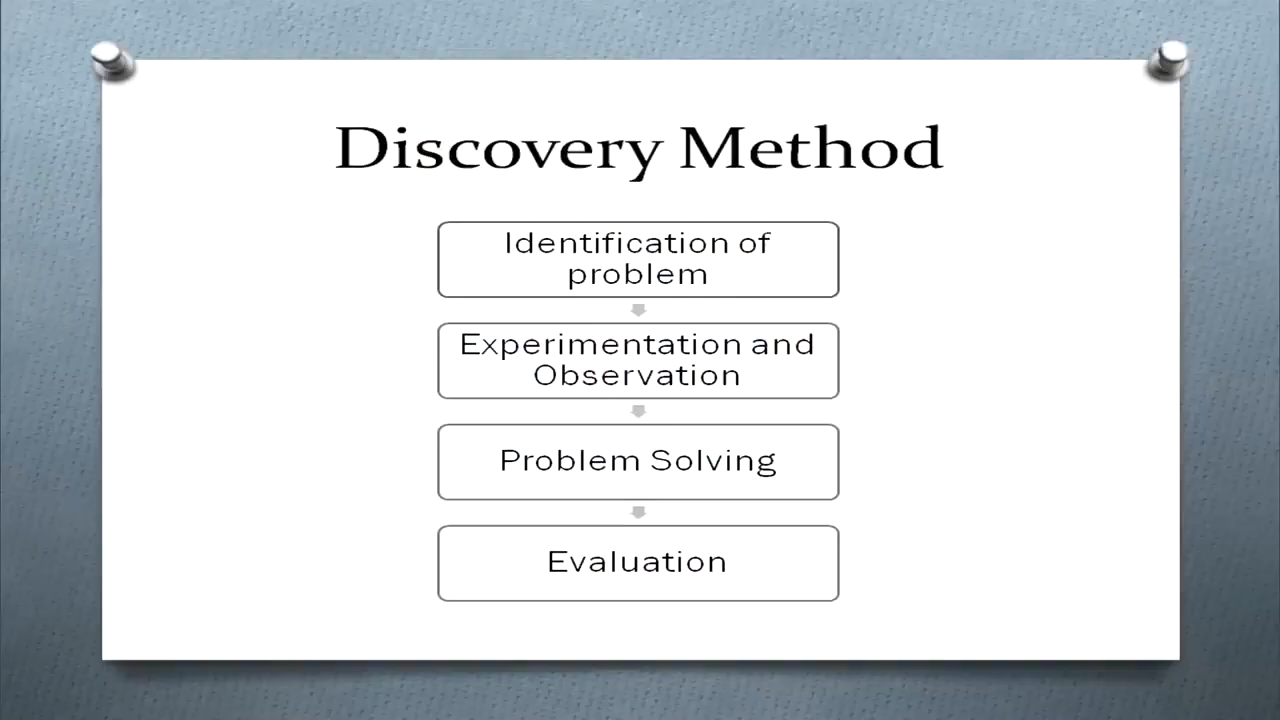 Discovery Method
Identification of
problem
Experimentation and
Observation
Problem Solving
Evaluation